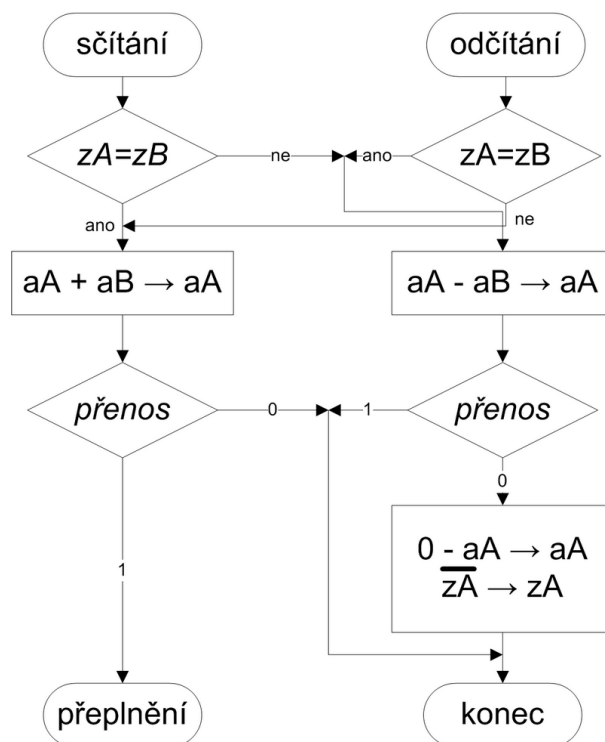 sčítání
odčítání
zA=zB
ne
ano
zA=zB
ano
ne
aA + aB → aA
aA - aB → aA
přenos
0
1
přenos
0
0 - aA → aA
z̅A̅ → zA
1
přeplnění
konec